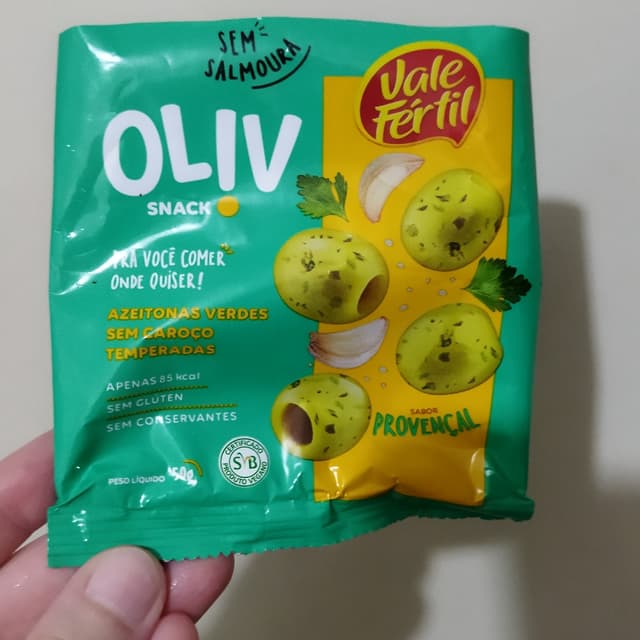 SEM
SALMOURA
Vale
Fértil
OLIV
SNACK
PRA VOCÊ COMER
ONDE QUISER!
AZEITONAS VERDES
SEM CAROÇO
TEMPERADAS
APENAS 85 kcal
SEM GLÚTEN
SEM CONSERVANTES
SABOR
PROVENÇAL
CERTIFICADO
SVB
PRODUTO VEGANO
PESO LÍQUIDO 50g